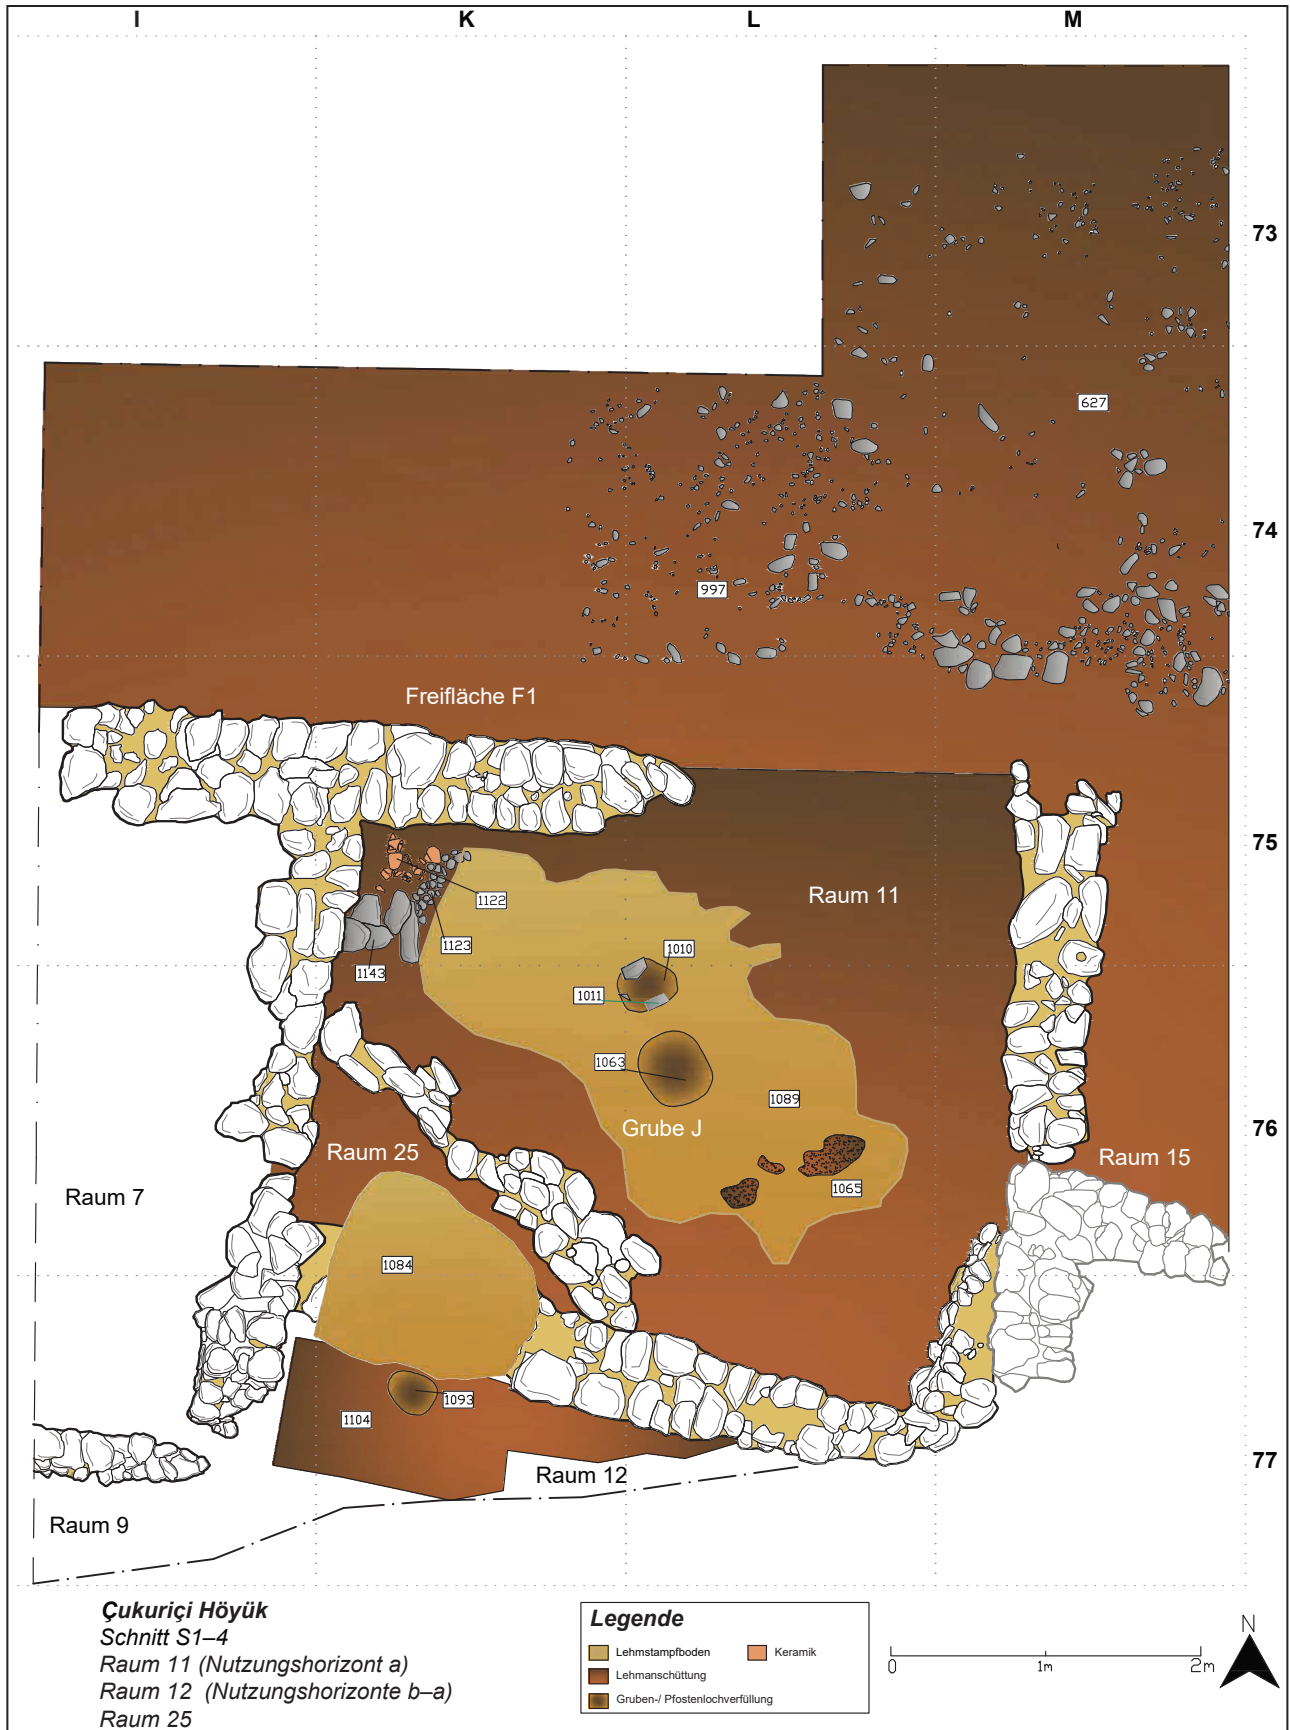 I K L M
73
627
74
997
Freifläche F1
75
Raum 11
1122
1123
1010
1143
1011
1063
1089
Grube J
76
Raum 25
Raum 15
1065
Raum 7
1084
1093
1104
77
Raum 12
Raum 9
Çukuriçi Höyük
Schnitt S1–4
Raum 11 (Nutzungshorizont a)
Raum 12 (Nutzungshorizonte b–a)
Raum 25
Legende
Lehmstampfboden Keramik
Lehmanschüttung
Gruben-/ Pfostenlochverfüllung
0 1m 2m
N